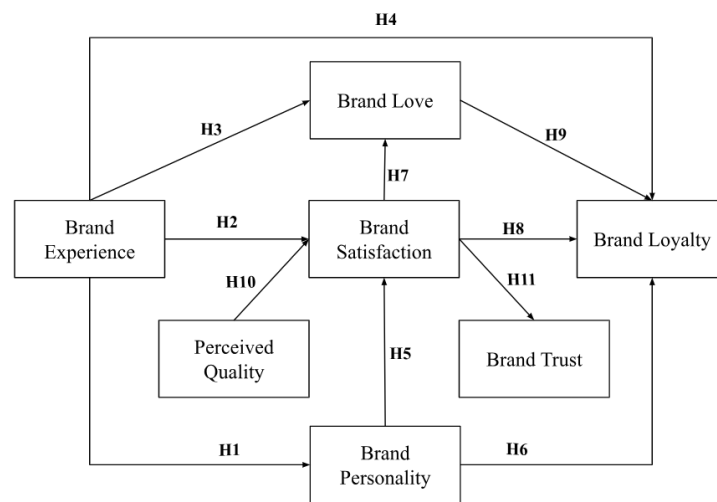 H4
Brand Love
H3
H9
H7
Brand
Experience
H2
Brand
Satisfaction
H8
Brand Loyalty
H10
H11
Perceived
Quality
H5
Brand Trust
H1
Brand
Personality
H6